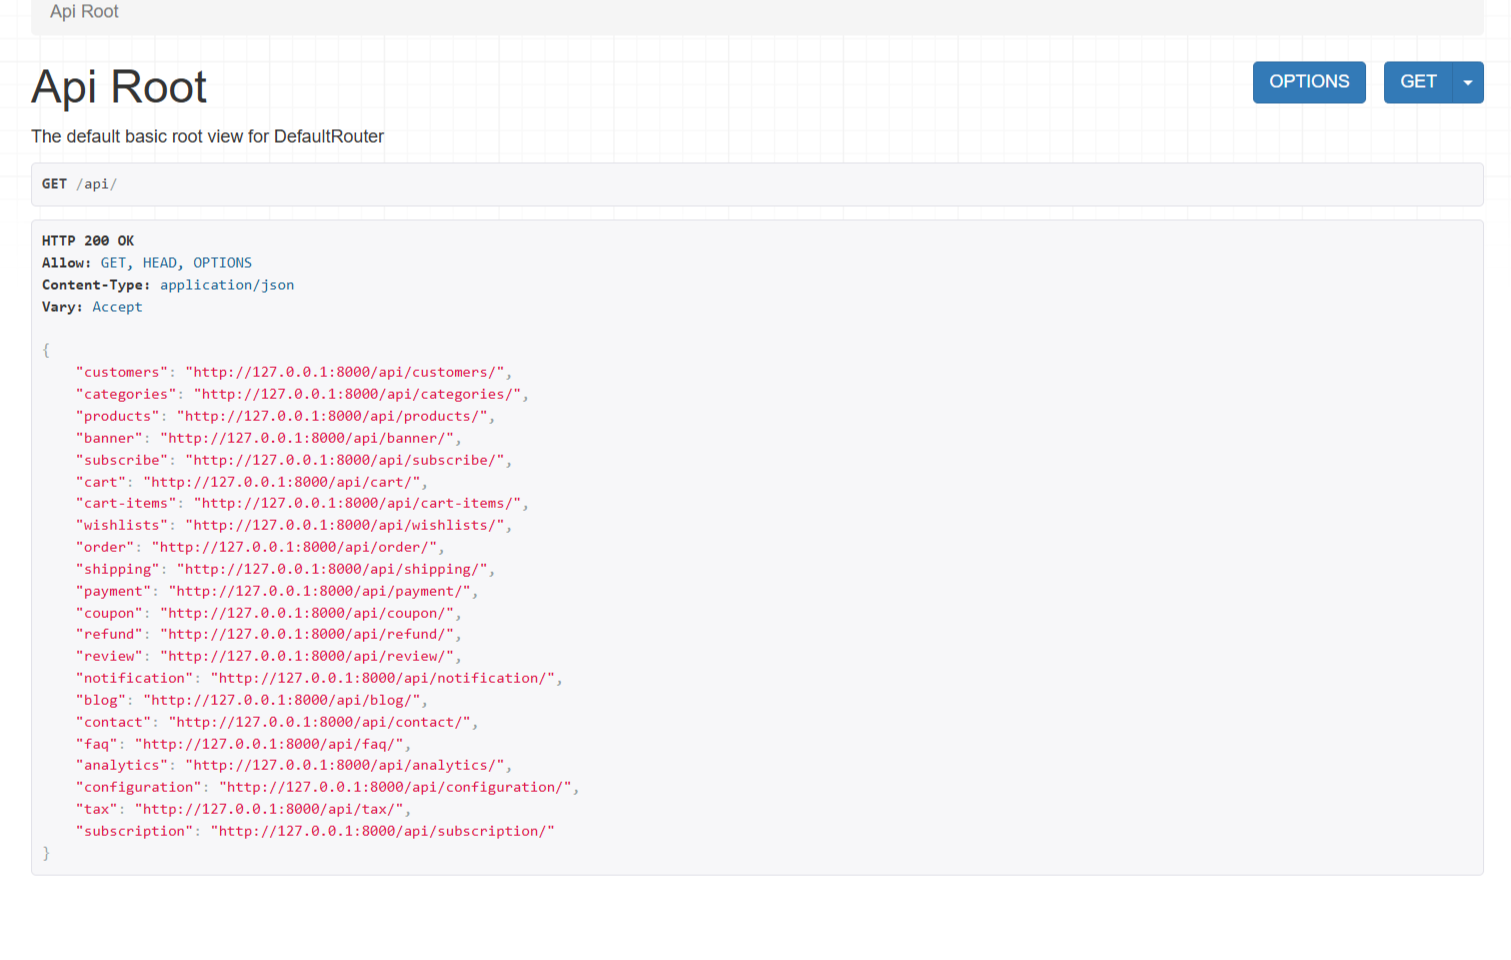 Api Root
Api Root
OPTIONS
GET
The default basic root view for DefaultRouter
GET /api/
HTTP 200 OK
Allow: GET, HEAD, OPTIONS
Content-Type: application/json
Vary: Accept
{
    "customers": "http://127.0.0.1:8000/api/customers/",
    "categories": "http://127.0.0.1:8000/api/categories/",
    "products": "http://127.0.0.1:8000/api/products/",
    "banner": "http://127.0.0.1:8000/api/banner/",
    "subscribe": "http://127.0.0.1:8000/api/subscribe/",
    "cart": "http://127.0.0.1:8000/api/cart/",
    "cart-items": "http://127.0.0.1:8000/api/cart-items/",
    "wishlists": "http://127.0.0.1:8000/api/wishlists/",
    "order": "http://127.0.0.1:8000/api/order/",
    "shipping": "http://127.0.0.1:8000/api/shipping/",
    "payment": "http://127.0.0.1:8000/api/payment/",
    "coupon": "http://127.0.0.1:8000/api/coupon/",
    "refund": "http://127.0.0.1:8000/api/refund/",
    "review": "http://127.0.0.1:8000/api/review/",
    "notification": "http://127.0.0.1:8000/api/notification/",
    "blog": "http://127.0.0.1:8000/api/blog/",
    "contact": "http://127.0.0.1:8000/api/contact/",
    "faq": "http://127.0.0.1:8000/api/faq/",
    "analytics": "http://127.0.0.1:8000/api/analytics/",
    "configuration": "http://127.0.0.1:8000/api/configuration/",
    "tax": "http://127.0.0.1:8000/api/tax/",
    "subscription": "http://127.0.0.1:8000/api/subscription/"
}